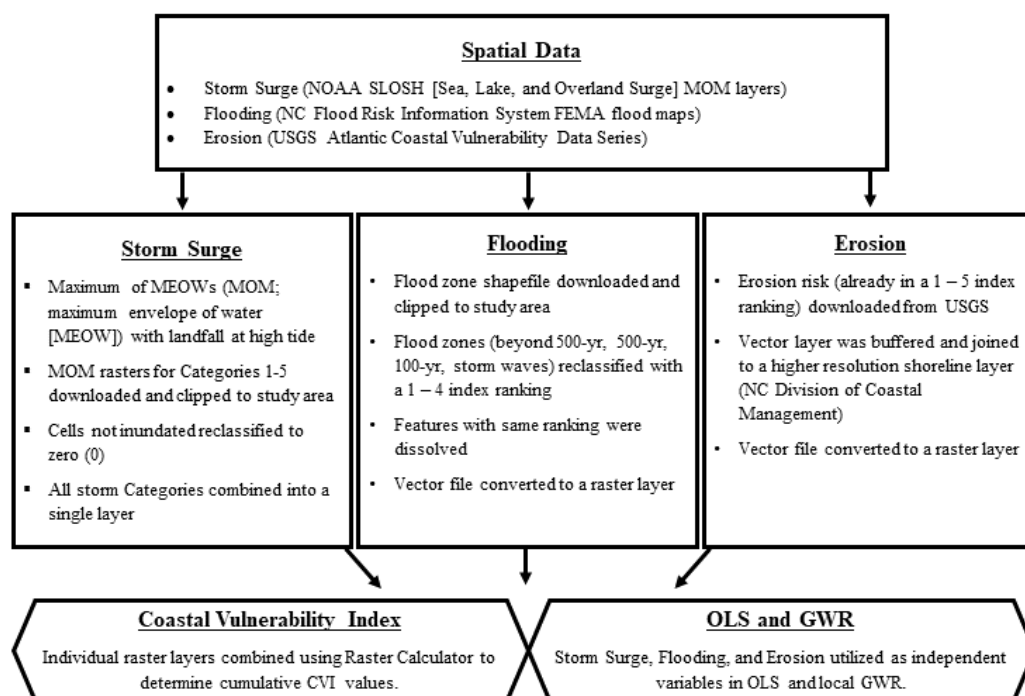 Spatial Data
• Storm Surge (NOAA SLOSH [Sea, Lake, and Overland Surge] MOM layers)
• Flooding (NC Flood Risk Information System FEMA flood maps)
• Erosion (USGS Atlantic Coastal Vulnerability Data Series)
Storm Surge
▪ Maximum of MEOWs (MOM;
maximum envelope of water
[MEOW]) with landfall at high tide
▪ MOM rasters for Categories 1-5
downloaded and clipped to study area
▪ Cells not inundated reclassified to
zero (0)
▪ All storm Categories combined into a
single layer
Flooding
• Flood zone shapefile downloaded and
clipped to study area
• Flood zones (beyond 500-yr, 500-yr,
100-yr, storm waves) reclassified with
a 1 – 4 index ranking
• Features with same ranking were
dissolved
• Vector file converted to a raster layer
Erosion
• Erosion risk (already in a 1 – 5 index
ranking) downloaded from USGS
• Vector layer was buffered and joined
to a higher resolution shoreline layer
(NC Division of Coastal
Management)
• Vector file converted to a raster layer
Coastal Vulnerability Index
Individual raster layers combined using Raster Calculator to
determine cumulative CVI values.
OLS and GWR
Storm Surge, Flooding, and Erosion utilized as independent
variables in OLS and local GWR.